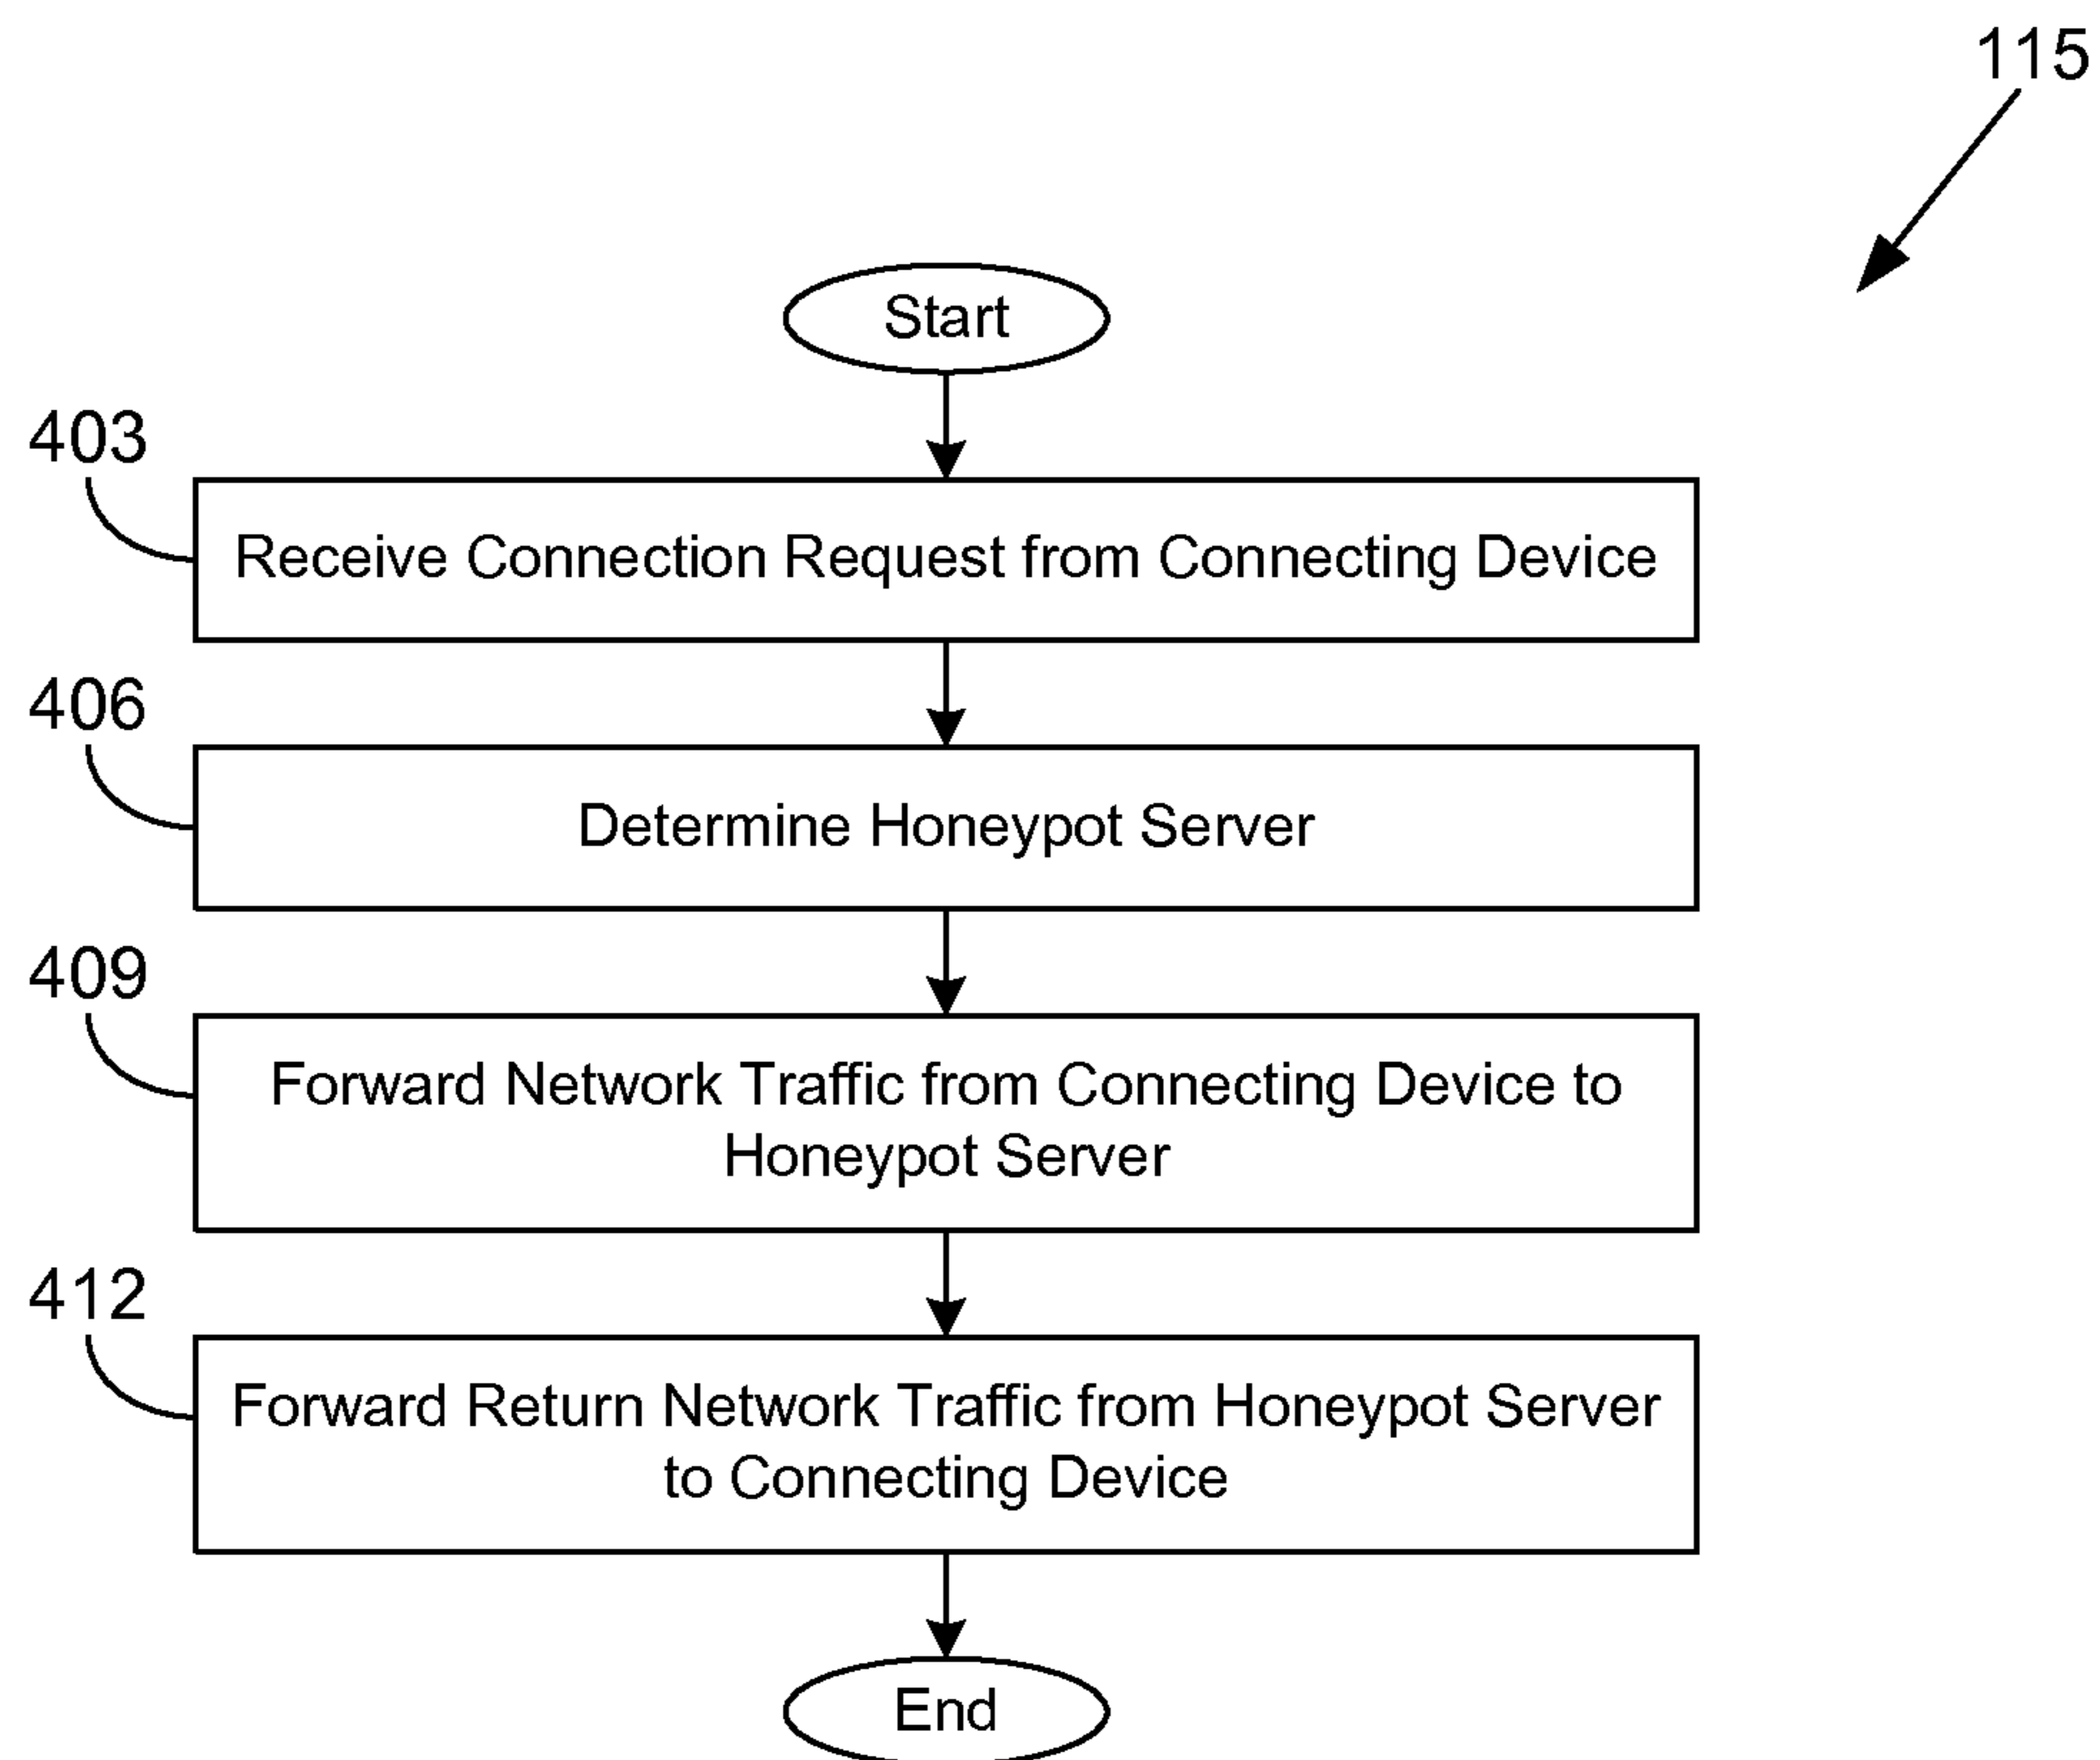 115
Start
403
Receive Connection Request from Connecting Device
406
Determine Honeypot Server
409
Forward Network Traffic from Connecting Device to
Honeypot Server
412
Forward Return Network Traffic from Honeypot Server
to Connecting Device
End